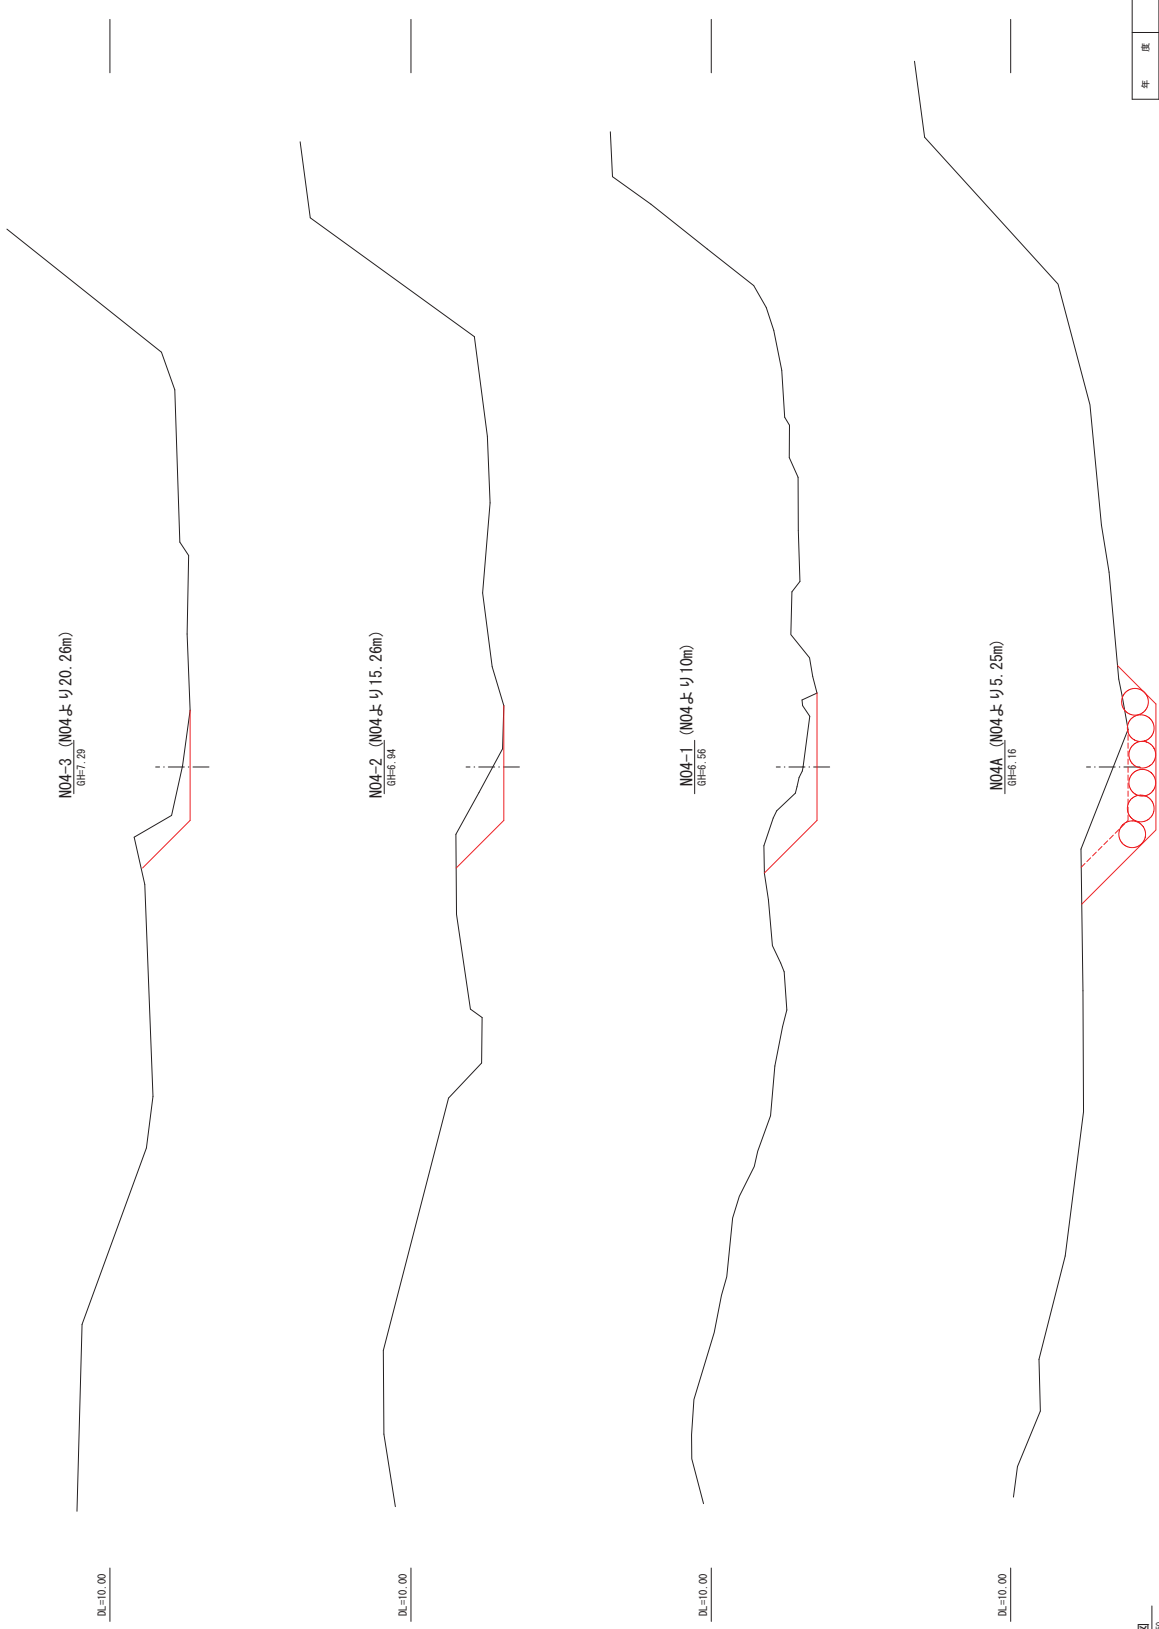 NO4-3 (NO4より20.26m)
GH=7.29
DL=10.00
NO4-2 (NO4より15.26m)
GH=6.94
DL=10.00
NO4-1 (NO4より10m)
GH=6.56
DL=10.00
NO4A (NO4より5.25m)
GH=6.16
DL=10.00
年 度
図